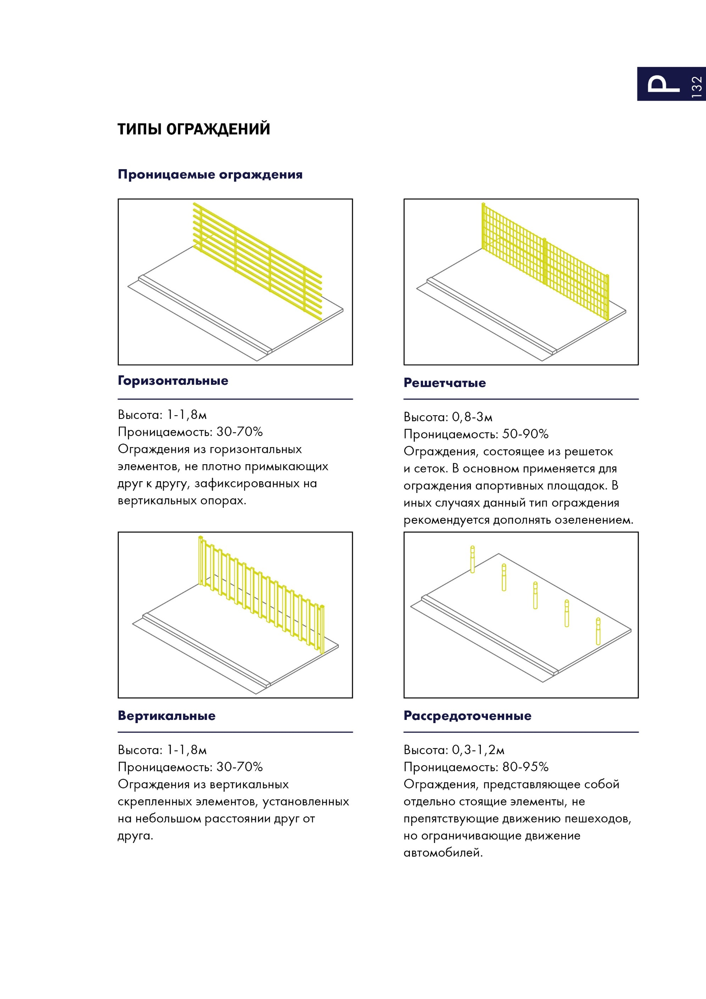 Р
132
ТИПЫ ОГРАЖДЕНИЙ
Проницаемые ограждения
Горизонтальные
Высота: 1-1,8м
Проницаемость: 30-70%
Ограждения из горизонтальных
элементов, не плотно примыкающих
друг к другу, зафиксированных на
вертикальных опорах.
Решетчатые
Высота: 0,8-3м
Проницаемость: 50-90%
Ограждения, состоящее из решеток
и сеток. В основном применяется для
ограждения апортивных площадок. В
иных случаях данный тип ограждения
рекомендуется дополнять озеленением.
Вертикальные
Высота: 1-1,8м
Проницаемость: 30-70%
Ограждения из вертикальных
скрепленных элементов, установленных
на небольшом расстоянии друг от
друга.
Рассредоточенные
Высота: 0,3-1,2м
Проницаемость: 80-95%
Ограждения, представляющее собой
отдельно стоящие элементы, не
препятствующие движению пешеходов,
но ограничивающие движение
автомобилей.